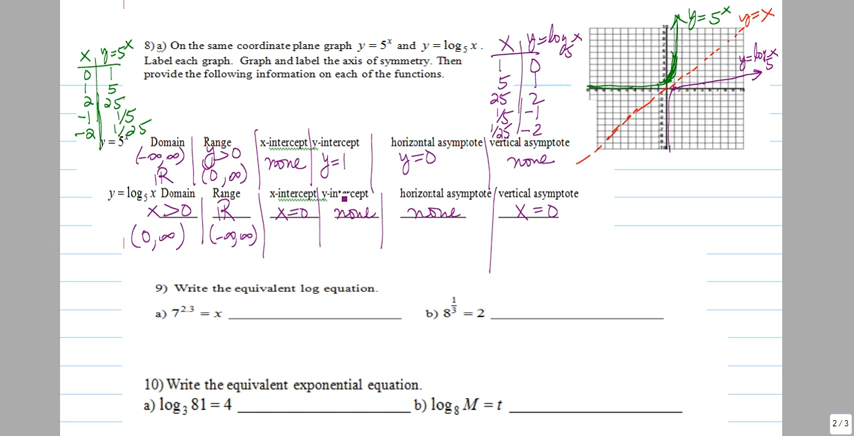 x | y=5^x
0 | 1
1 | 5
2 | 25
-1 | 1/5
-2 | 1/25
8) a) On the same coordinate plane graph y = 5^x and y = log_5 x.
Label each graph. Graph and label the axis of symmetry. Then
provide the following information on each of the functions.
x | y=log_5 x
1 | 0
5 | 1
25 | 2
1/5 | -1
1/25 | -2
y=5^x
y=x
y=log_5 x
y = 5^x Domain Range x-intercept y-intercept horizontal asymptote vertical asymptote
(-∞,∞) y>0 none y=1 y=0 none
R (0,∞)
y = log_5 x Domain Range x-intercept y-intercept horizontal asymptote vertical asymptote
x>0 R x=0 none none x=0
(0,∞) (-∞,∞)
9) Write the equivalent log equation.
a) 7^2.3 = x ____________ b) 8^(1/3) = 2 ____________
10) Write the equivalent exponential equation.
a) log_3 81 = 4 ____________ b) log_8 M = t ____________
2 / 3